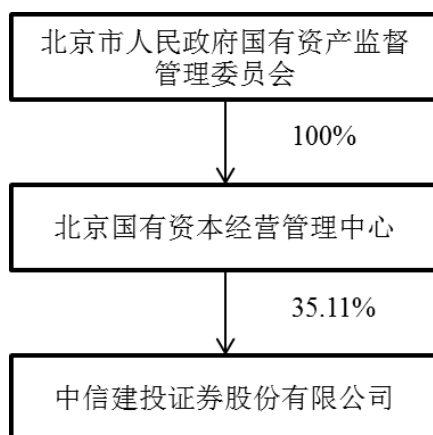 北京市人民政府国有资产监督
管理委员会
100%
北京国有资本经营管理中心
35.11%
中信建投证券股份有限公司